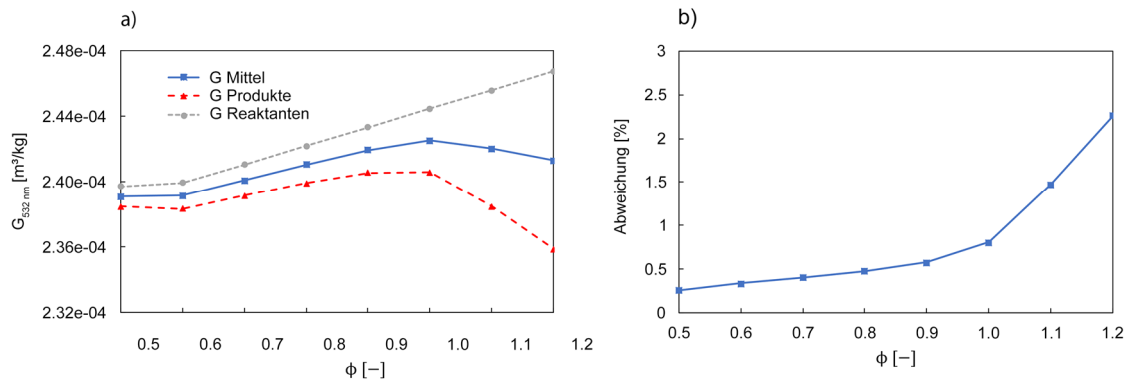 a)
G₅₃₂ ₙₘ [m³/kg]
2.48e-04
2.44e-04
2.40e-04
2.36e-04
2.32e-04
G Mittel
G Produkte
G Reaktanten
0.5 0.6 0.7 0.8 0.9 1.0 1.1 1.2
ϕ [−]
b)
Abweichung [%]
3
2.5
2
1.5
1
0.5
0
0.5 0.6 0.7 0.8 0.9 1.0 1.1 1.2
ϕ [−]